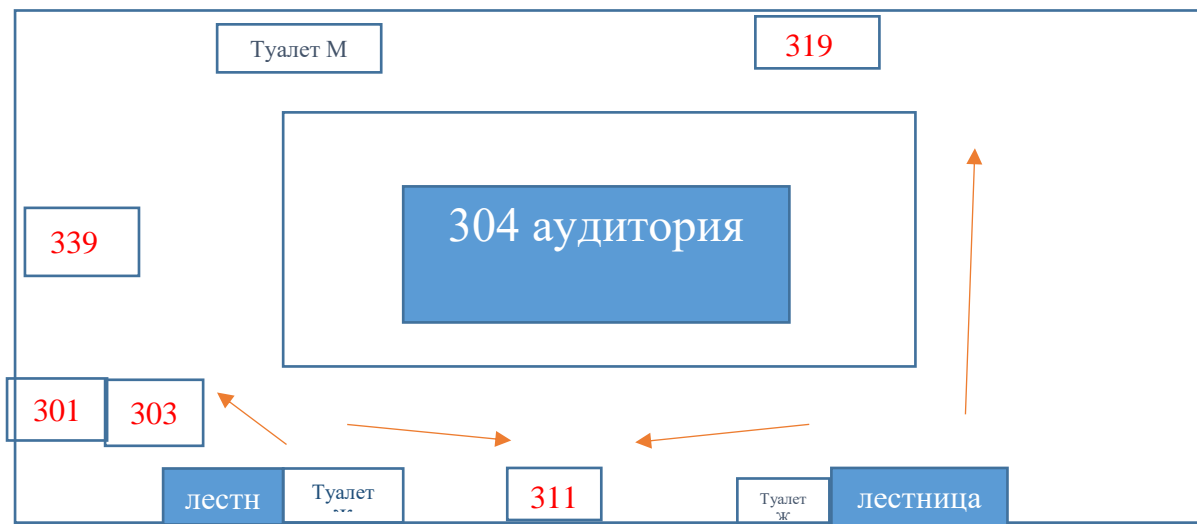 Туалет М
319
304 аудитория
339
301
303
лестн
Туалет
311
Туалет
ж
лестница